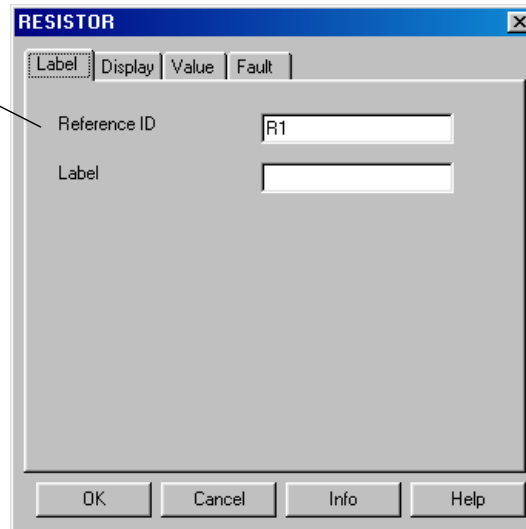 RESISTOR
Label Display Value Fault
Reference ID R1
Label
OK Cancel Info Help